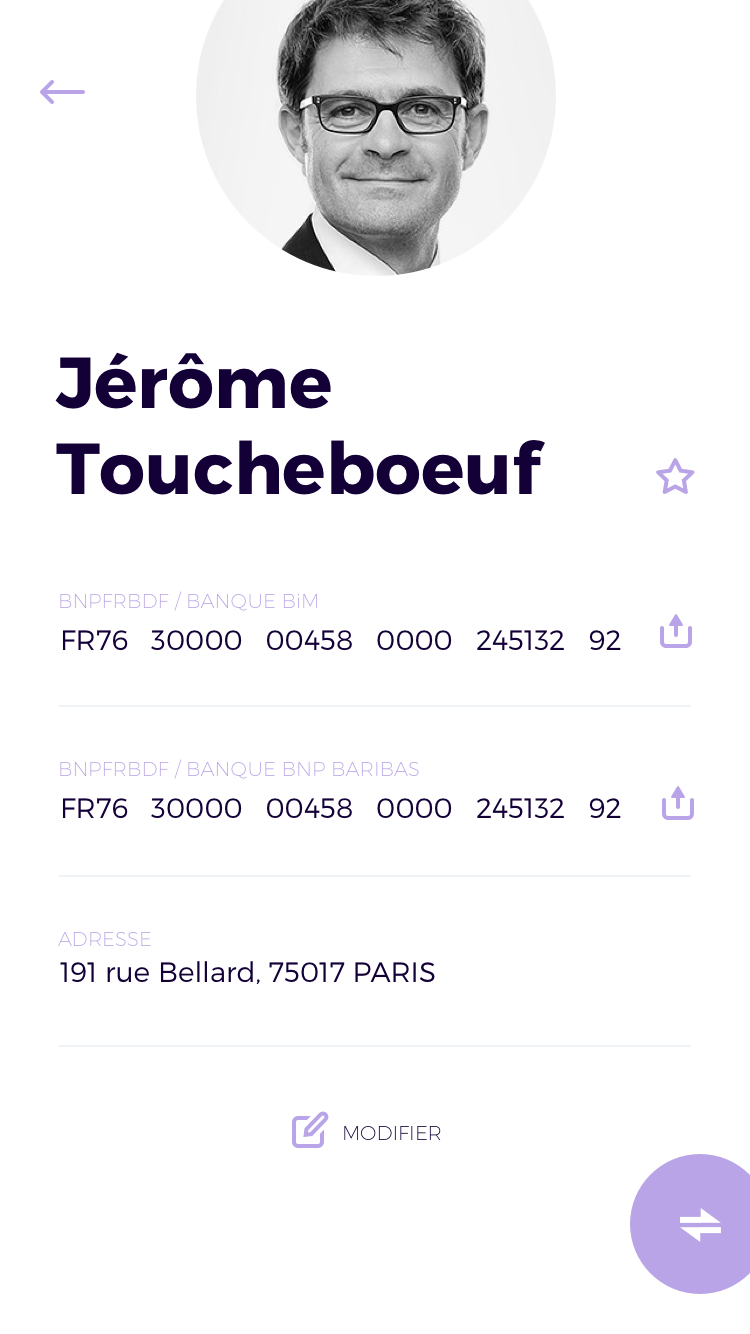 Jérôme
Toucheboeuf
BNPFRBDF / BANQUE BiM
FR76 30000 00458 0000 245132 92
BNPFRBDF / BANQUE BNP BARIBAS
FR76 30000 00458 0000 245132 92
ADRESSE
191 rue Bellard, 75017 PARIS
MODIFIER